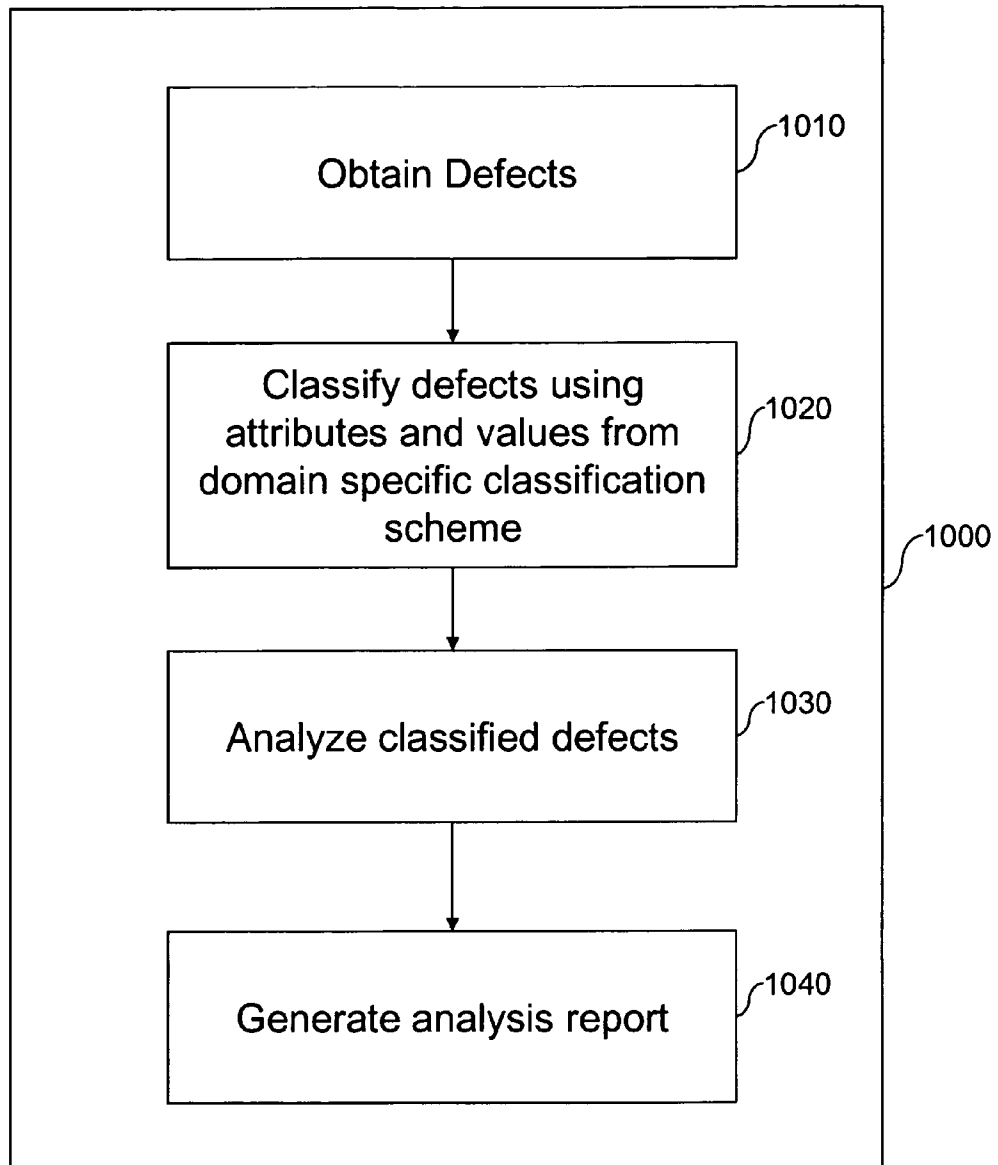 Obtain Defects
1010
Classify defects using
attributes and values from
domain specific classification
scheme
1020
1000
Analyze classified defects
1030
Generate analysis report
1040